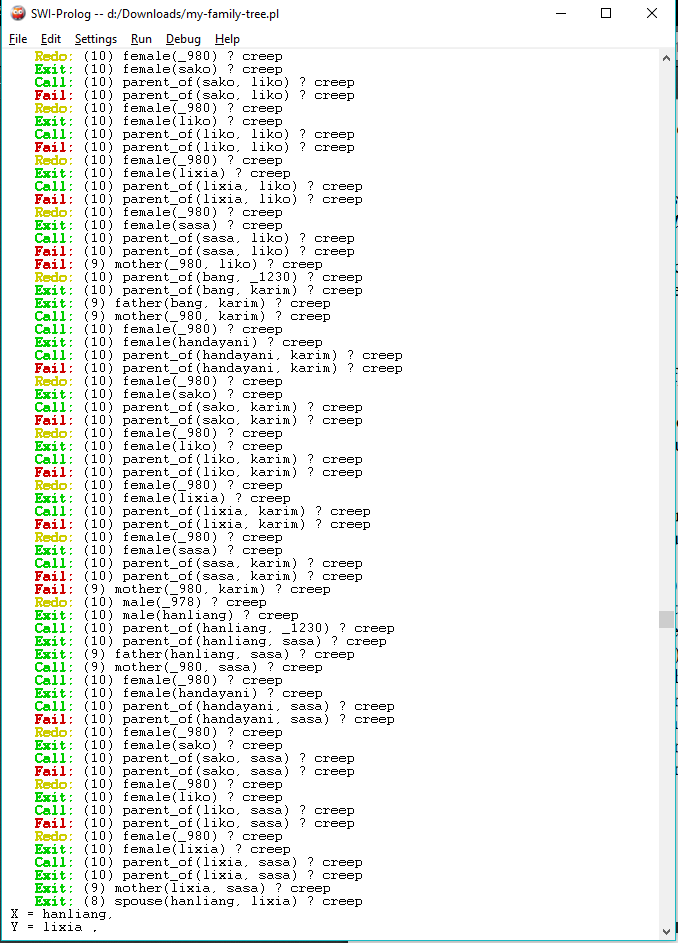 SWI-Prolog -- d:/Downloads/my-family-tree.pl
File Edit Settings Run Debug Help
Redo: (10) female(_980) ? creep
Exit: (10) female(sako) ? creep
Call: (10) parent_of(sako, liko) ? creep
Fail: (10) parent_of(sako, liko) ? creep
Redo: (10) female(_980) ? creep
Exit: (10) female(liko) ? creep
Call: (10) parent_of(liko, liko) ? creep
Fail: (10) parent_of(liko, liko) ? creep
Redo: (10) female(_980) ? creep
Exit: (10) female(lixia) ? creep
Call: (10) parent_of(lixia, liko) ? creep
Fail: (10) parent_of(lixia, liko) ? creep
Redo: (10) female(_980) ? creep
Exit: (10) female(sasa) ? creep
Call: (10) parent_of(sasa, liko) ? creep
Fail: (10) parent_of(sasa, liko) ? creep
Fail: (9) mother(_980, liko) ? creep
Redo: (10) parent_of(bang, _1230) ? creep
Exit: (10) parent_of(bang, karim) ? creep
Exit: (9) father(bang, karim) ? creep
Call: (9) mother(_980, karim) ? creep
Call: (10) female(_980) ? creep
Exit: (10) female(handayani) ? creep
Call: (10) parent_of(handayani, karim) ? creep
Fail: (10) parent_of(handayani, karim) ? creep
Redo: (10) female(_980) ? creep
Exit: (10) female(sako) ? creep
Call: (10) parent_of(sako, karim) ? creep
Fail: (10) parent_of(sako, karim) ? creep
Redo: (10) female(_980) ? creep
Exit: (10) female(liko) ? creep
Call: (10) parent_of(liko, karim) ? creep
Fail: (10) parent_of(liko, karim) ? creep
Redo: (10) female(_980) ? creep
Exit: (10) female(lixia) ? creep
Call: (10) parent_of(lixia, karim) ? creep
Fail: (10) parent_of(lixia, karim) ? creep
Redo: (10) female(_980) ? creep
Exit: (10) female(sasa) ? creep
Call: (10) parent_of(sasa, karim) ? creep
Fail: (10) parent_of(sasa, karim) ? creep
Fail: (9) mother(_980, karim) ? creep
Redo: (10) male(_978) ? creep
Exit: (10) male(hanliang) ? creep
Call: (10) parent_of(hanliang, _1230) ? creep
Exit: (10) parent_of(hanliang, sasa) ? creep
Exit: (9) father(hanliang, sasa) ? creep
Call: (9) mother(_980, sasa) ? creep
Call: (10) female(_980) ? creep
Exit: (10) female(handayani) ? creep
Call: (10) parent_of(handayani, sasa) ? creep
Fail: (10) parent_of(handayani, sasa) ? creep
Redo: (10) female(_980) ? creep
Exit: (10) female(sako) ? creep
Call: (10) parent_of(sako, sasa) ? creep
Fail: (10) parent_of(sako, sasa) ? creep
Redo: (10) female(_980) ? creep
Exit: (10) female(liko) ? creep
Call: (10) parent_of(liko, sasa) ? creep
Fail: (10) parent_of(liko, sasa) ? creep
Redo: (10) female(_980) ? creep
Exit: (10) female(lixia) ? creep
Call: (10) parent_of(lixia, sasa) ? creep
Exit: (10) parent_of(lixia, sasa) ? creep
Exit: (9) mother(lixia, sasa) ? creep
Exit: (8) spouse(hanliang, lixia) ? creep
X = hanliang,
Y = lixia .